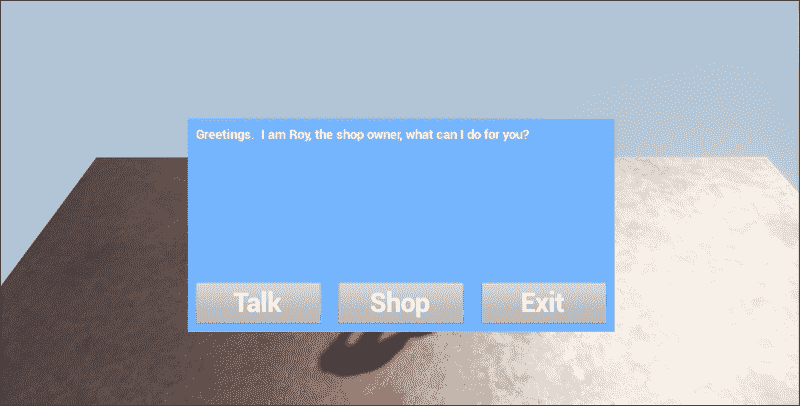 Greetings.  I am Roy, the shop owner, what can I do for you?
Talk Shop Exit